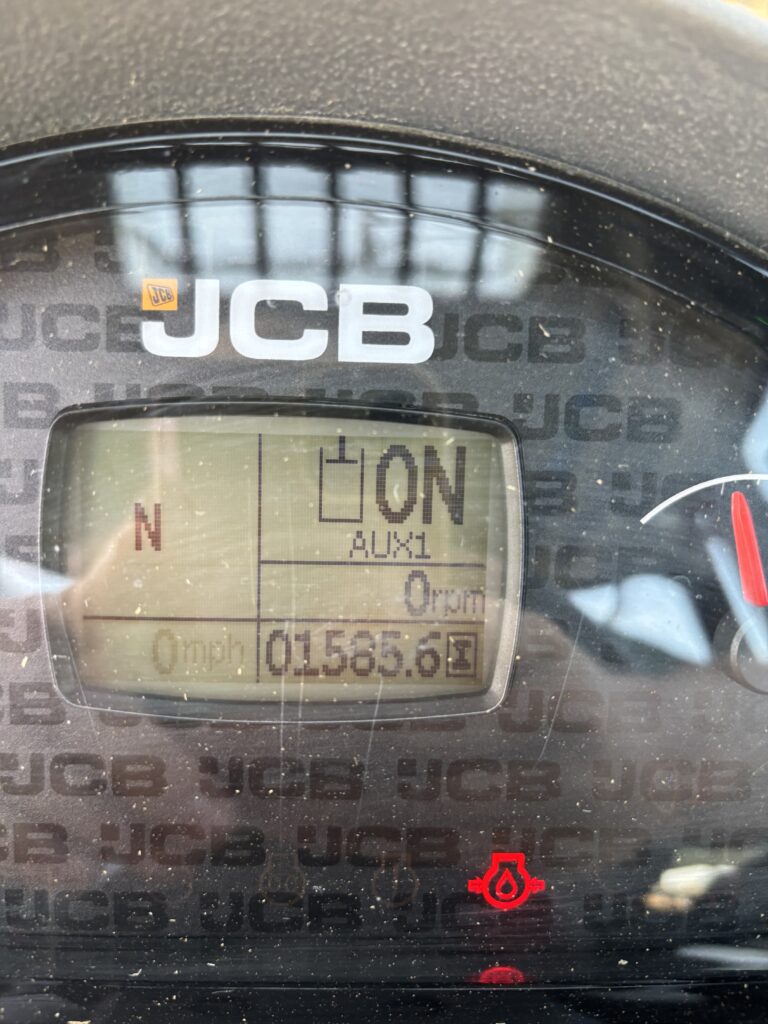 JCB
JCB
N
ON
AUX1
0rpm
0mph
01585.6